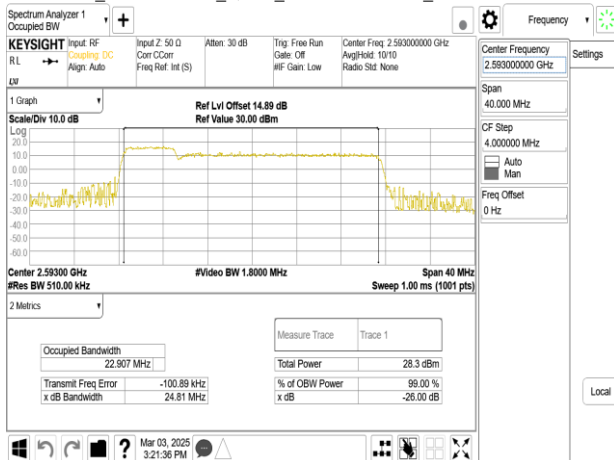 Spectrum Analyzer 1
Occupied BW
+
Frequency
KEYSIGHT
RL
LXI
Input: RF
Coupling: DC
Align: Auto
Input Z: 50 Ω
Corr CCorr
Freq Ref: Int (S)
Atten: 30 dB
Trig: Free Run
Gate: Off
#IF Gain: Low
Center Freq: 2.593000000 GHz
Avg|Hold: 10/10
Radio Std: None
Center Frequency
2.593000000 GHz
Settings
Span
40.000 MHz
CF Step
4.000000 MHz
Auto
Man
Freq Offset
0 Hz
Local
1 Graph
Scale/Div 10.0 dB
Ref Lvl Offset 14.89 dB
Ref Value 30.00 dBm
Log
20.0
10.0
0.00
-10.0
-20.0
-30.0
-40.0
-50.0
-60.0
Center 2.59300 GHz
#Video BW 1.8000 MHz
Span 40 MHz
#Res BW 510.00 kHz
Sweep 1.00 ms (1001 pts)
2 Metrics
Measure Trace Trace 1
Occupied Bandwidth
22.907 MHz
Total Power 28.3 dBm
Transmit Freq Error -100.89 kHz
% of OBW Power 99.00 %
x dB Bandwidth 24.81 MHz
x dB -26.00 dB
?
Mar 03, 2025
3:21:36 PM